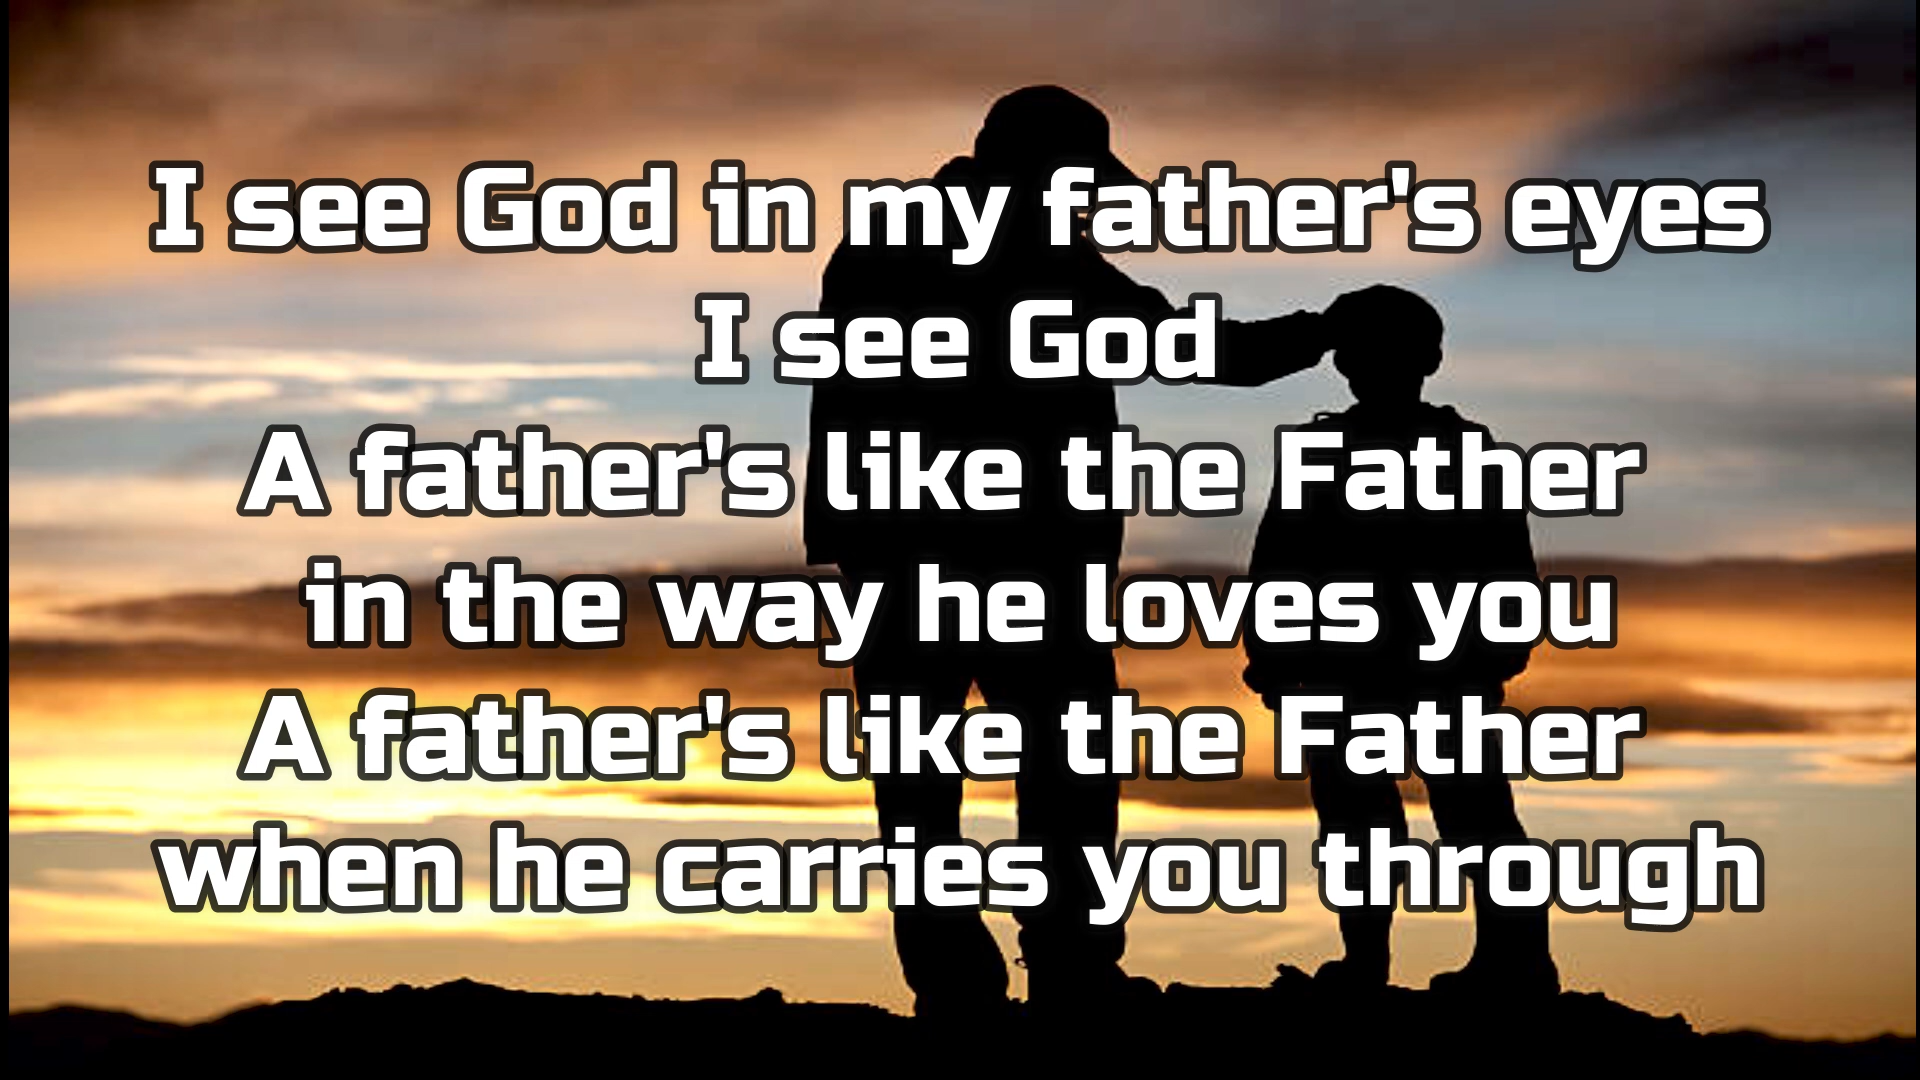 I see God in my father's eyes
I see God
A father's like the Father
in the way he loves you
A father's like the Father
when he carries you through